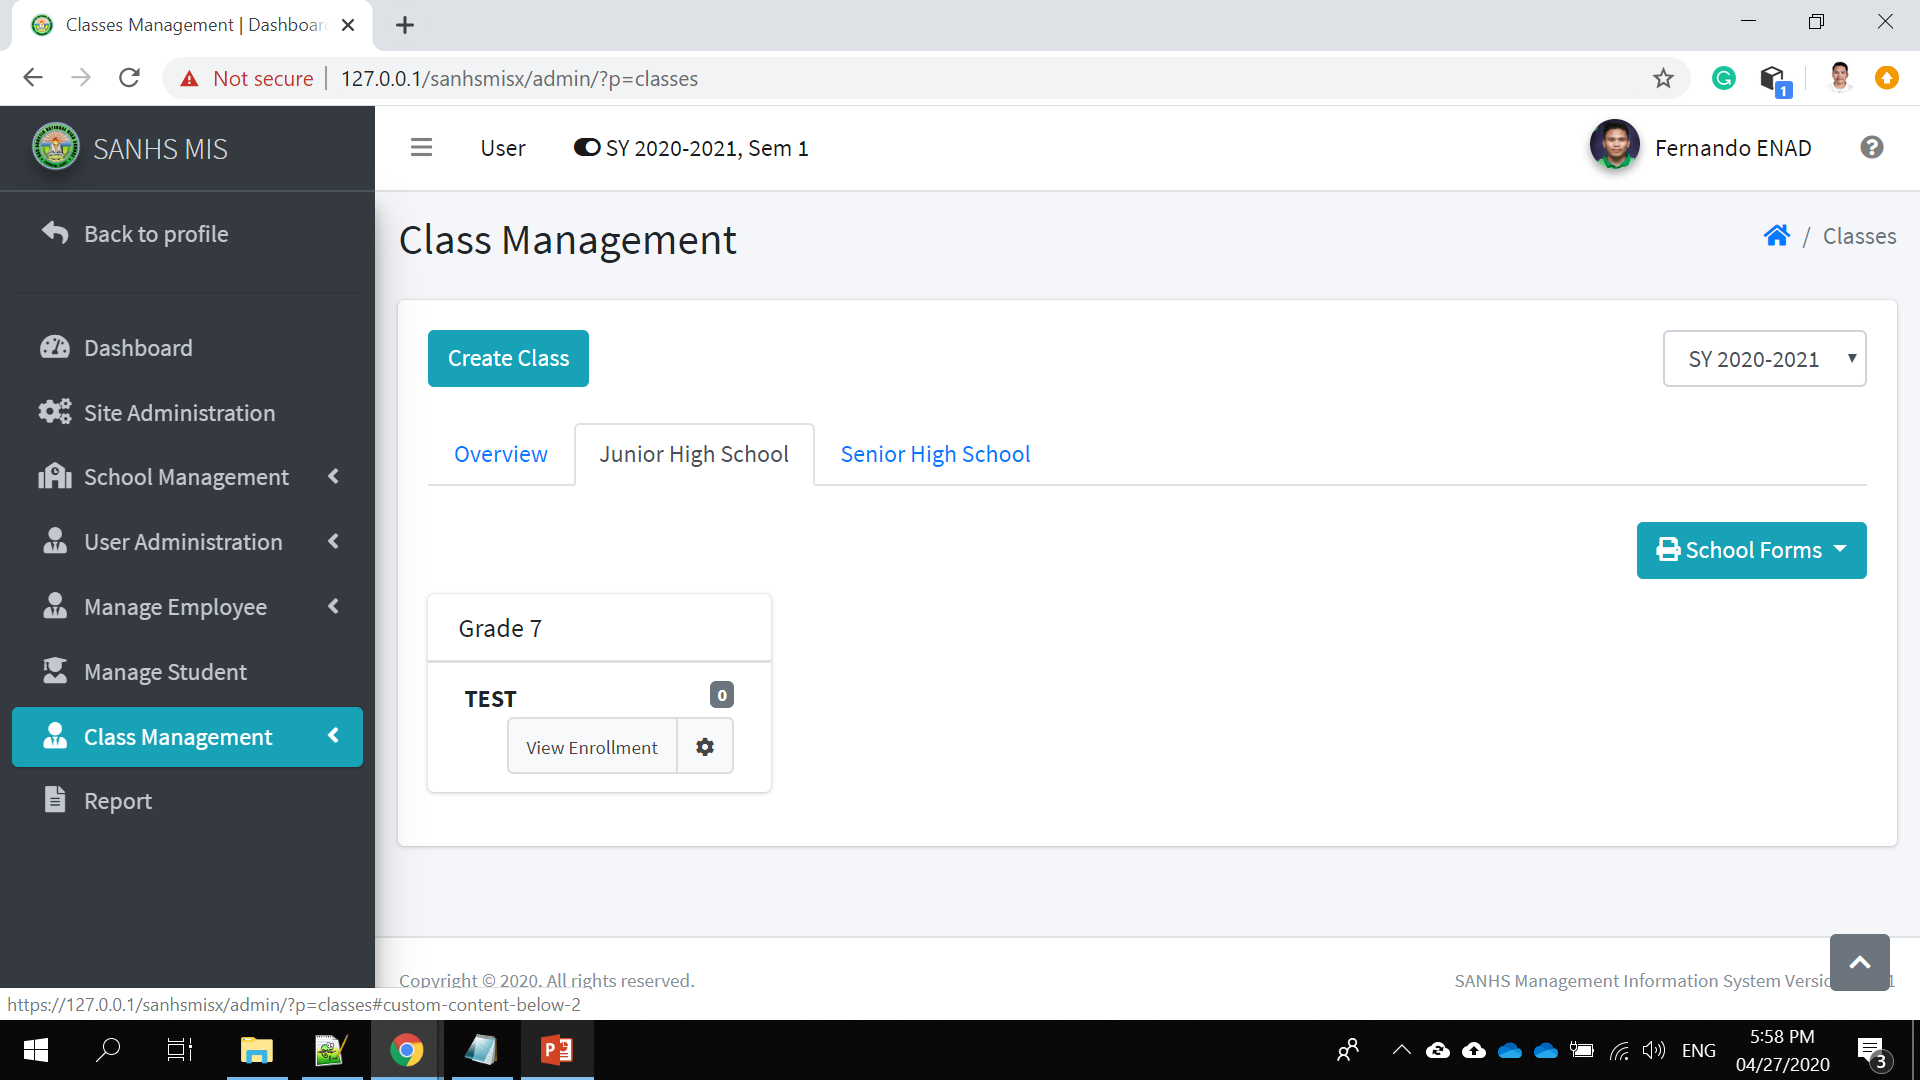 Classes Management | Dashboar
Not secure
127.0.0.1/sanhsmisx/admin/?p=classes
1
SANHS MIS
User
SY 2020-2021, Sem 1
Fernando ENAD
Back to profile
Class Management
/ Classes
Dashboard
Site Administration
School Management
User Administration
Manage Employee
Manage Student
Class Management
Report
Create Class
SY 2020-2021
Overview
Junior High School
Senior High School
School Forms
Grade 7
TEST
0
View Enrollment
Copyright © 2020. All rights reserved.
SANHS Management Information System
https://127.0.0.1/sanhsmisx/admin/?p=classes#custom-content-below-2
ENG
5:58 PM
04/27/2020
3